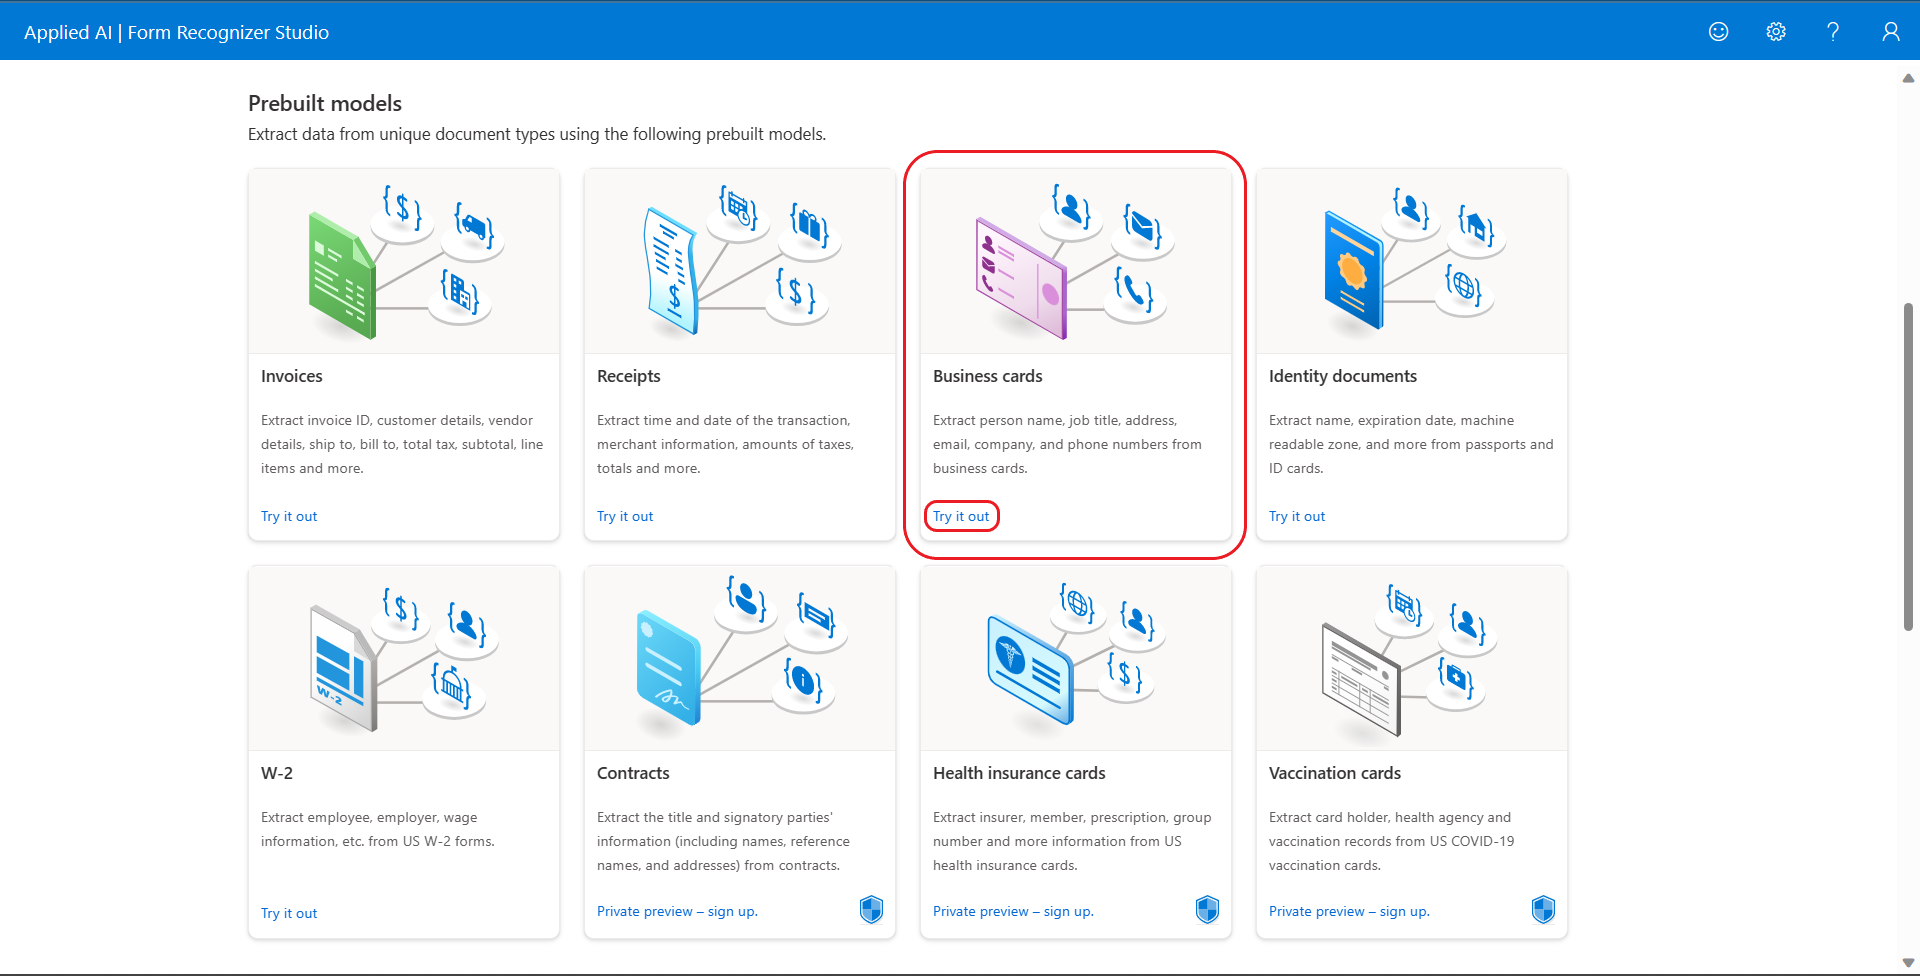 Applied AI | Form Recognizer Studio
Prebuilt models
Extract data from unique document types using the following prebuilt models.
Invoices
Extract invoice ID, customer details, vendor
details, ship to, bill to, total tax, subtotal, line
items and more.
Try it out
Receipts
Extract time and date of the transaction,
merchant information, amounts of taxes,
totals and more.
Try it out
Business cards
Extract person name, job title, address,
email, company, and phone numbers from
business cards.
Try it out
Identity documents
Extract name, expiration date, machine
readable zone, and more from passports and
ID cards.
Try it out
W-2
W-2
Extract employee, employer, wage
information, etc. from US W-2 forms.
Try it out
Contracts
Extract the title and signatory parties'
information (including names, reference
names, and addresses) from contracts.
Private preview – sign up.
Health insurance cards
Extract insurer, member, prescription, group
number and more information from US
health insurance cards.
Private preview – sign up.
Vaccination cards
Extract card holder, health agency and
vaccination records from US COVID-19
vaccination cards.
Private preview – sign up.